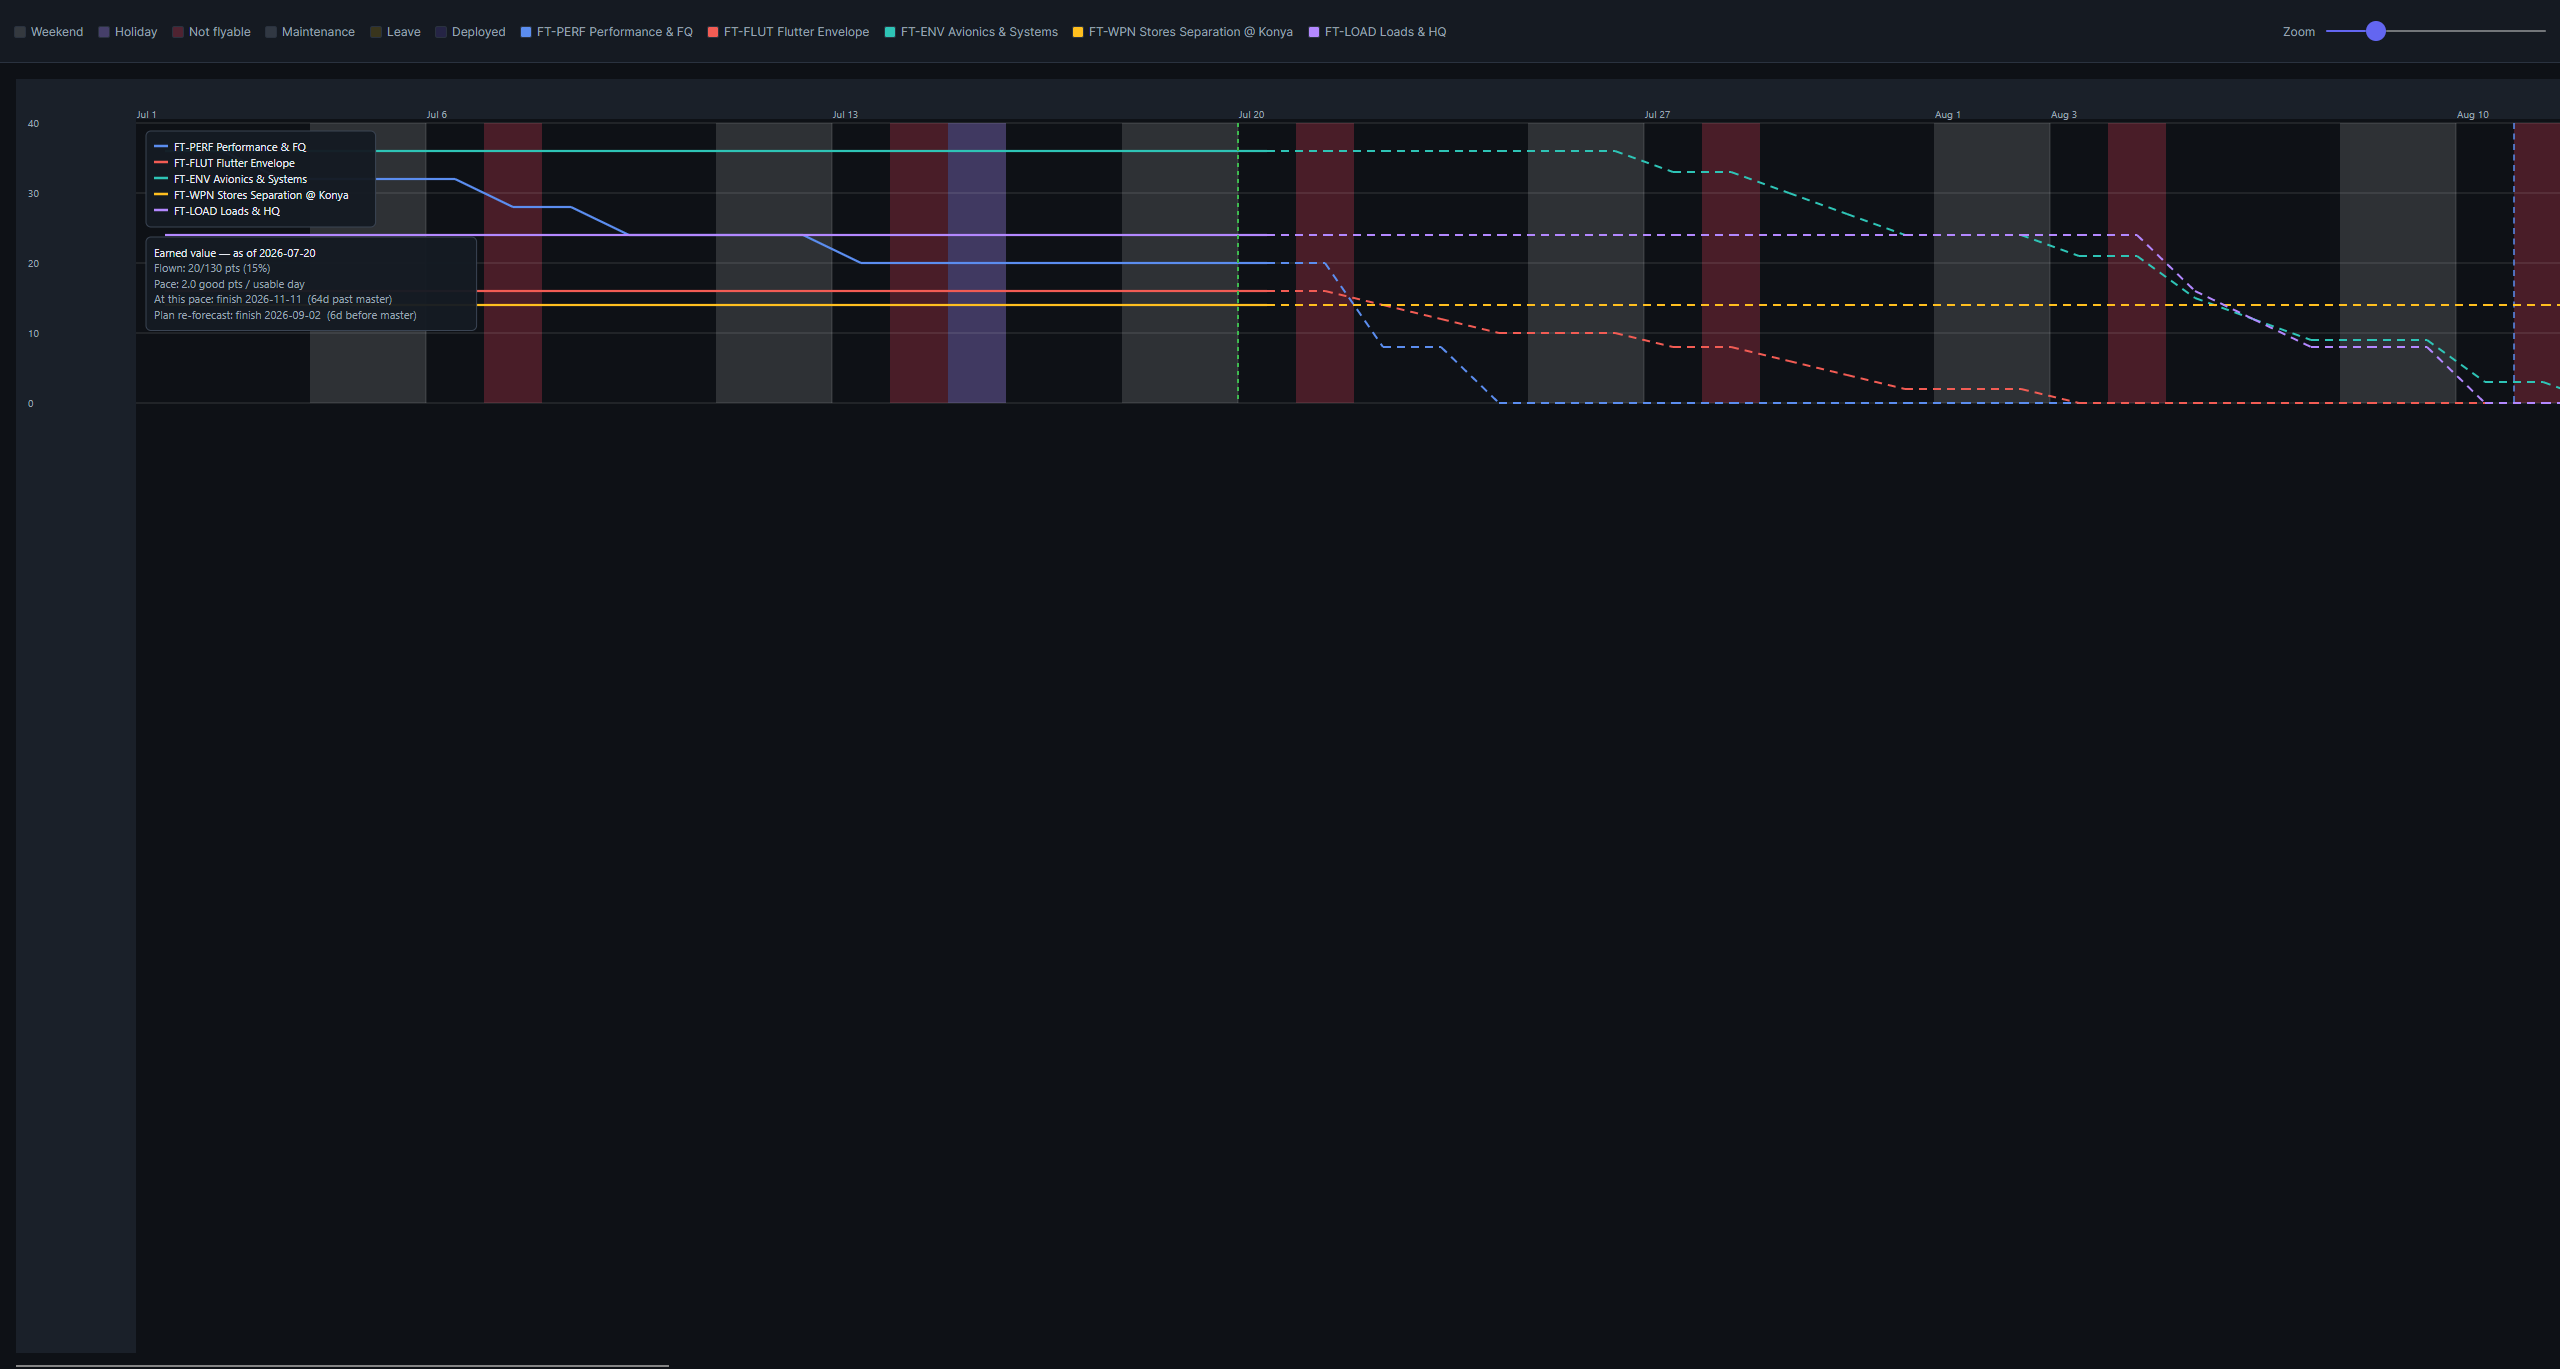 Weekend Holiday Not flyable Maintenance Leave Deployed FT-PERF Performance & FQ FT-FLUT Flutter Envelope FT-ENV Avionics & Systems FT-WPN Stores Separation @ Konya FT-LOAD Loads & HQ Zoom
Jul 1 Jul 6 Jul 13 Jul 20 Jul 27 Aug 1 Aug 3 Aug 10
40
FT-PERF Performance & FQ
FT-FLUT Flutter Envelope
FT-ENV Avionics & Systems
30
FT-WPN Stores Separation @ Konya
FT-LOAD Loads & HQ
Earned value — as of 2026-07-20
20
Flown: 20/130 pts (15%)
Pace: 2.0 good pts / usable day
At this pace: finish 2026-11-11 (64d past master)
Plan re-forecast: finish 2026-09-02 (6d before master)
10
0